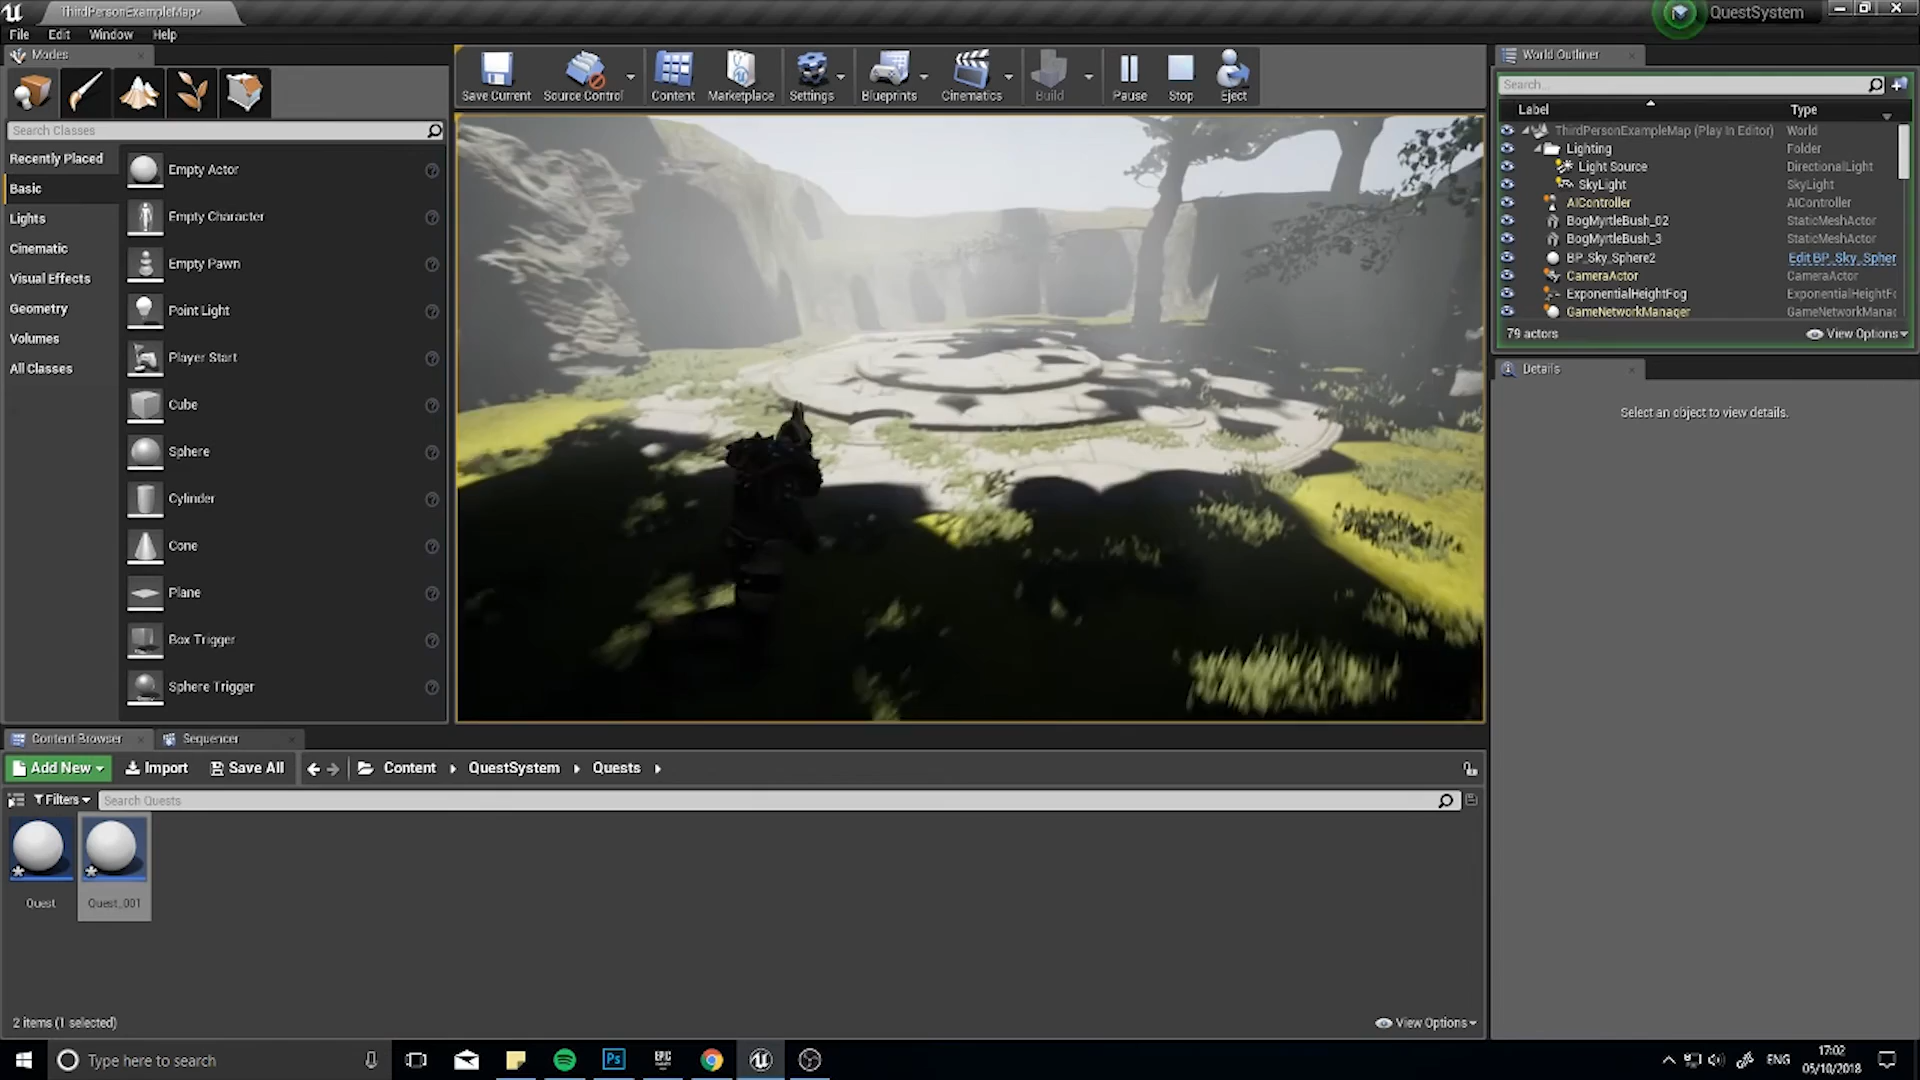 ThirdPersonExampleMap*
QuestSystem
File Edit Window Help
Modes
Search Classes
Recently Placed
Basic
Lights
Cinematic
Visual Effects
Geometry
Volumes
All Classes
Empty Actor
Empty Character
Empty Pawn
Point Light
Player Start
Cube
Sphere
Cylinder
Cone
Plane
Box Trigger
Sphere Trigger
Save Current Source Control Content Marketplace Settings Blueprints Cinematics Build Pause Stop Eject
World Outliner
Search...
Label Type
ThirdPersonExampleMap (Play In Editor) World
Lighting Folder
Light Source DirectionalLight
SkyLight SkyLight
AIController AIController
BogMyrtleBush_02 StaticMeshActor
BogMyrtleBush_3 StaticMeshActor
BP_Sky_Sphere2 Edit BP_Sky_Spher
CameraActor CameraActor
ExponentialHeightFog ExponentialHeightFo
GameNetworkManager GameNetworkManag
79 actors View Options
Details
Select an object to view details.
Content Browser Sequencer
Add New Import Save All Content QuestSystem Quests
Filters Search Quests
Quest Quest_001
2 items (1 selected) View Options
Type here to search
Ps
EPIC
ENG
17:02
05/10/2018